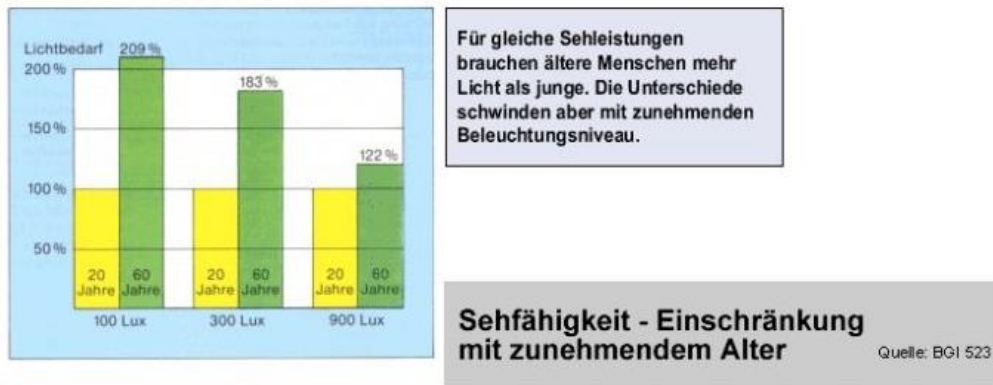 Lichtbedarf 209 %
200 %
183 %
150 %
122 %
100 %
50 %
20 60 20 60 20 60
Jahre Jahre Jahre Jahre Jahre Jahre
100 Lux 300 Lux 900 Lux
Für gleiche Sehleistungen
brauchen ältere Menschen mehr
Licht als junge. Die Unterschiede
schwinden aber mit zunehmenden
Beleuchtungsniveau.
Sehfähigkeit - Einschränkung
mit zunehmendem Alter
Quelle: BGI 523